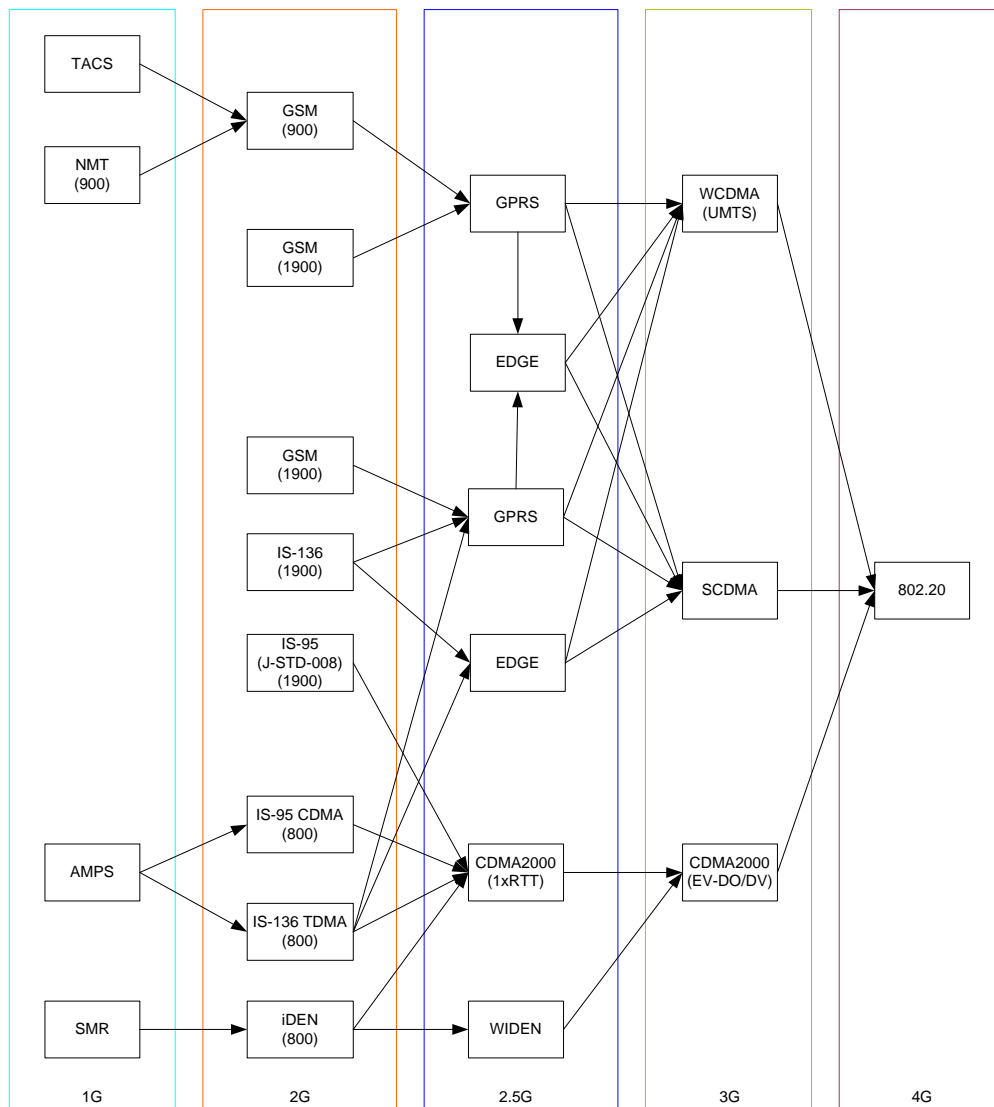 TACS
NMT
(900)
AMPS
SMR
1G
GSM
(900)
GSM
(1900)
GSM
(1900)
IS-136
(1900)
IS-95
(J-STD-008)
(1900)
IS-95 CDMA
(800)
IS-136 TDMA
(800)
iDEN
(800)
2G
GPRS
EDGE
GPRS
EDGE
CDMA2000
(1xRTT)
WIDEN
2.5G
WCDMA
(UMTS)
SCDMA
CDMA2000
(EV-DO/DV)
3G
802.20
4G